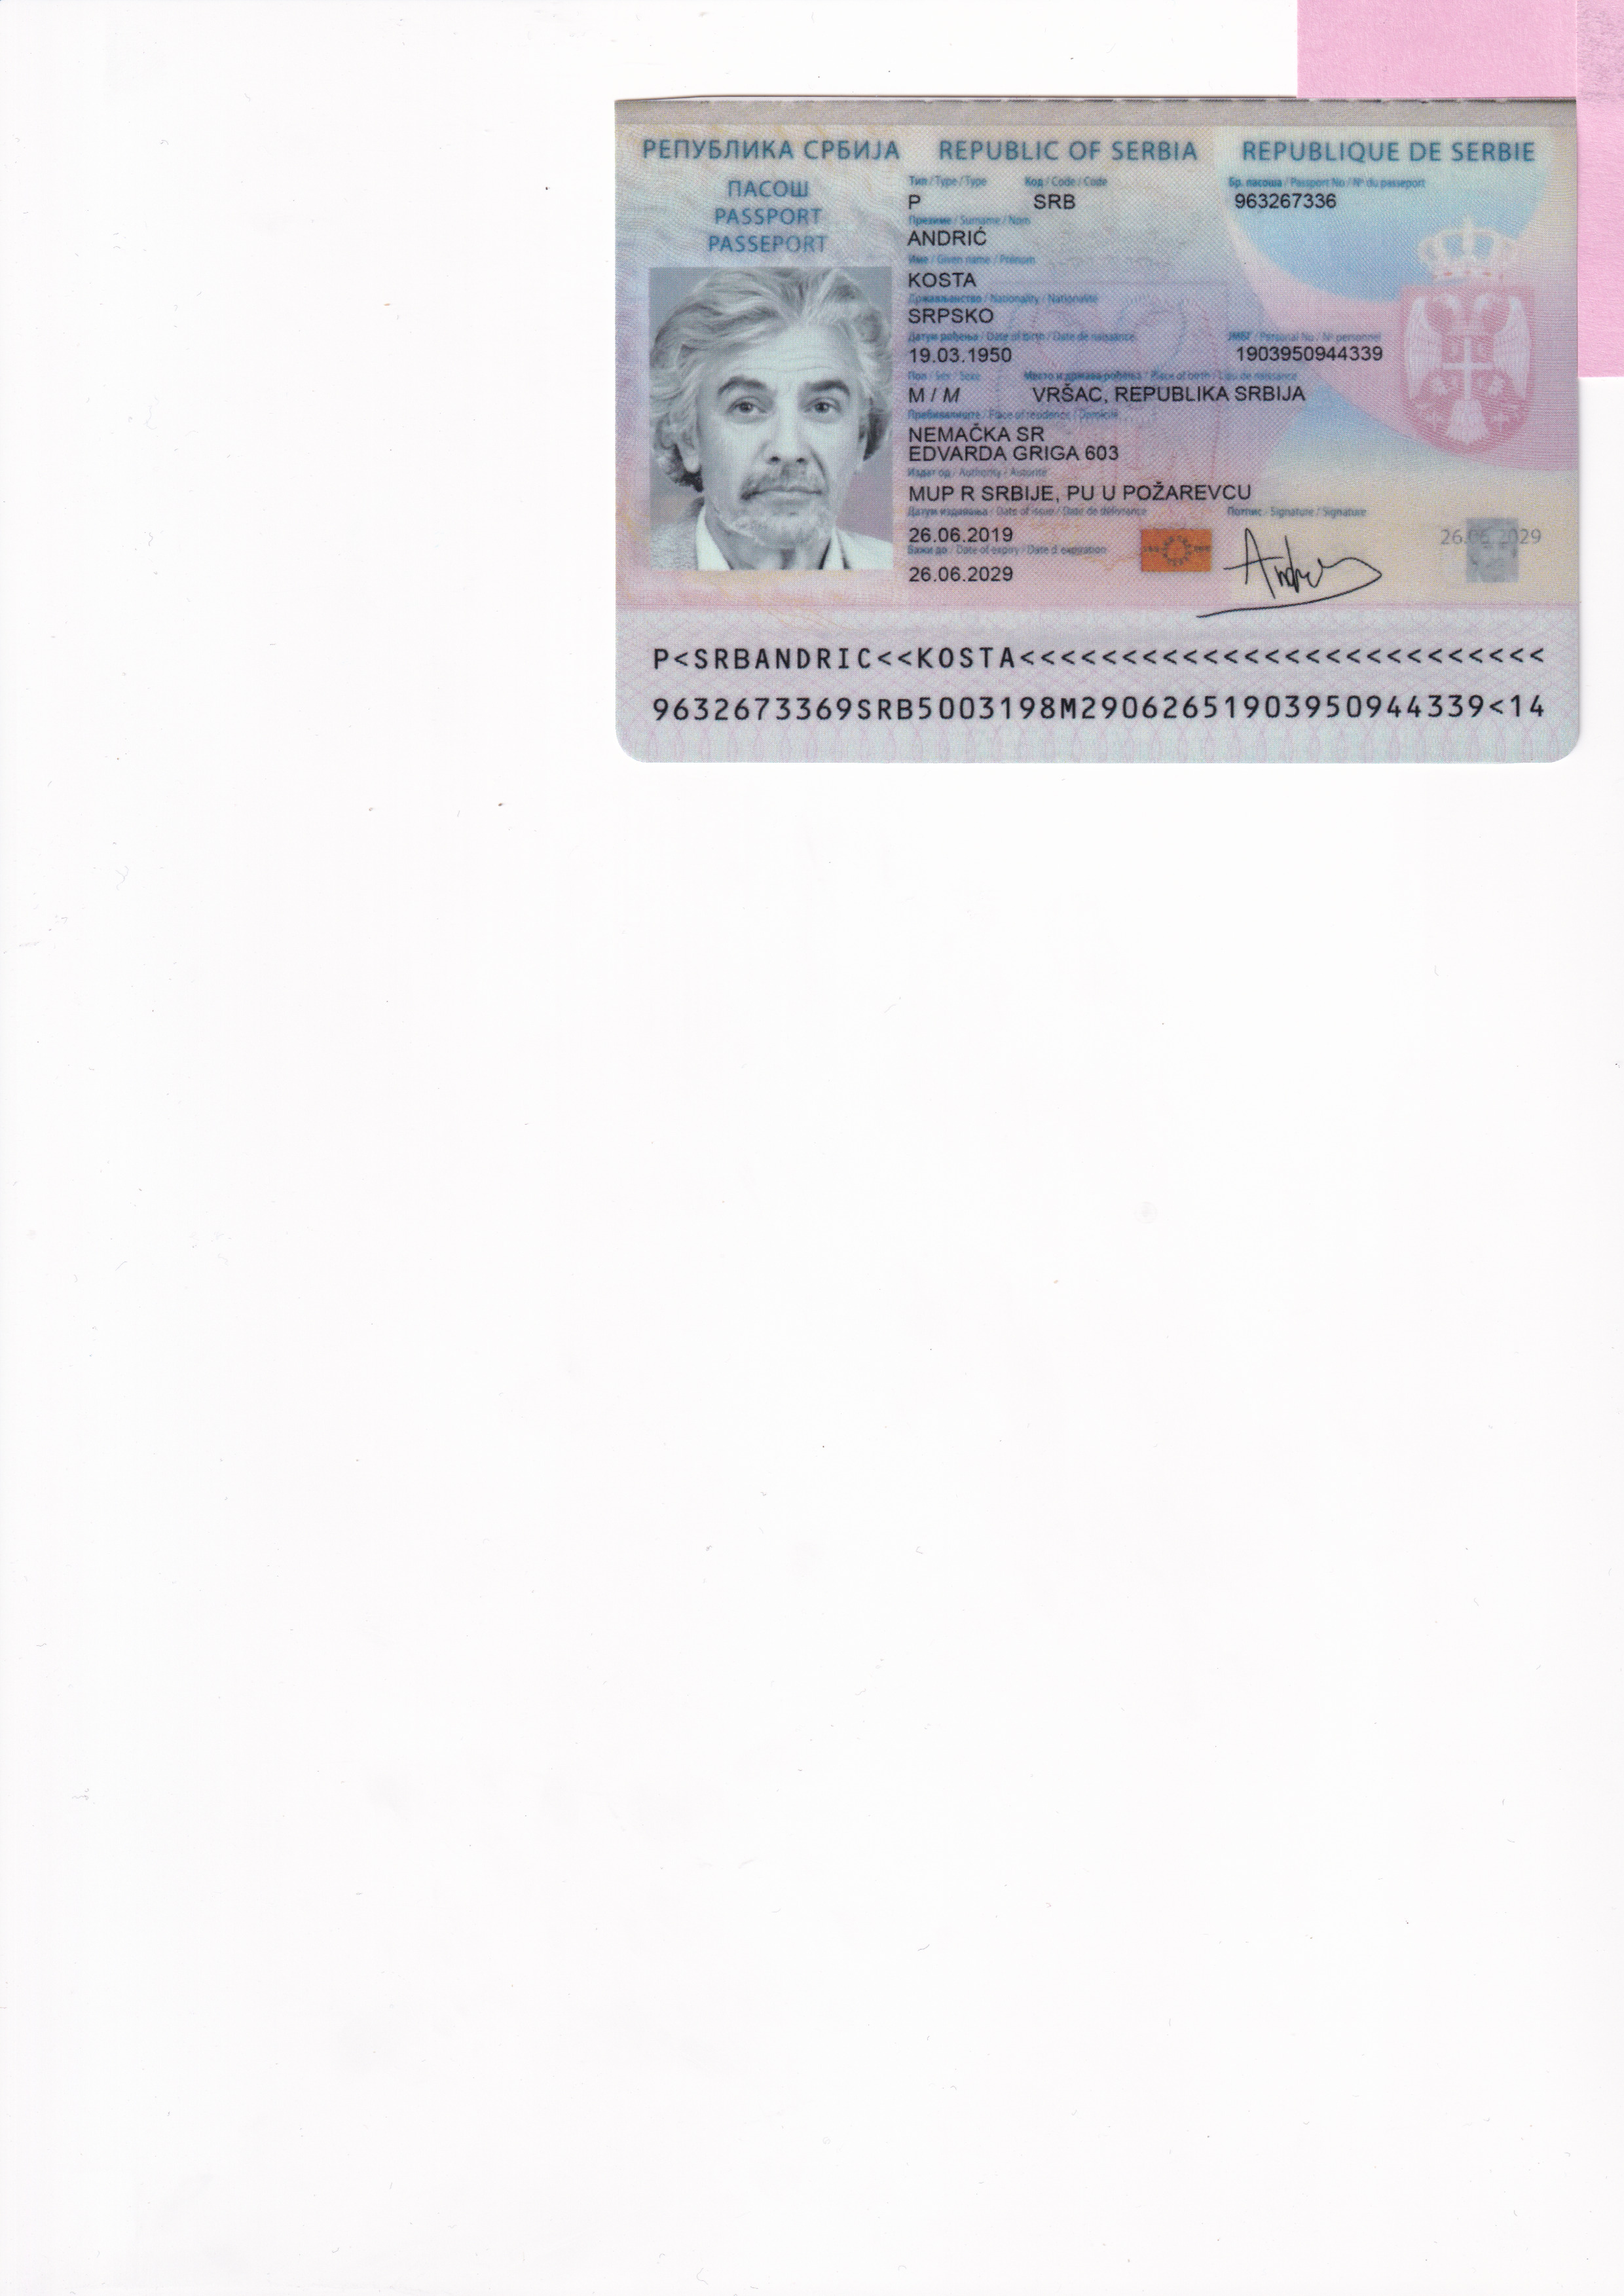 РЕПУБЛИКА СРБИЈА REPUBLIC OF SERBIA REPUBLIQUE DE SERBIE
ПАСОШ
PASSPORT
PASSEPORT
Тип / Type / Type Код / Code / Code Бр. пасоша / Passport No / Nº du passeport
P SRB 963267336
Презиме / Surname / Nom
ANDRIĆ
Име / Given name / Prénom
KOSTA
Држављанство / Nationality / Nationalité
SRPSKO
Датум рођења / Date of birth / Date de naissance ЈМБГ / Personal No / Nº personnel
19.03.1950 1903950944339
Пол / Sex / Sexe Место и држава рођења / Place of birth / Lieu de naissance
M / M VRŠAC, REPUBLIKA SRBIJA
Пребивалиште / Place of residence / Domicile
NEMAČKA SR
EDVARDA GRIGA 603
Издат од / Authority / Autorité
MUP R SRBIJE, PU U POŽAREVCU
Датум издавања / Date of issue / Date de délivrance Потпис / Signature / Signature
26.06.2019 26.06.2029
Важи до / Date of expiry / Date d expiration
26.06.2029
P<SRBANDRIC<<KOSTA<<<<<<<<<<<<<<<<<<<<<<<<<<
9632673369SRB5003198M29062651903950944339<14